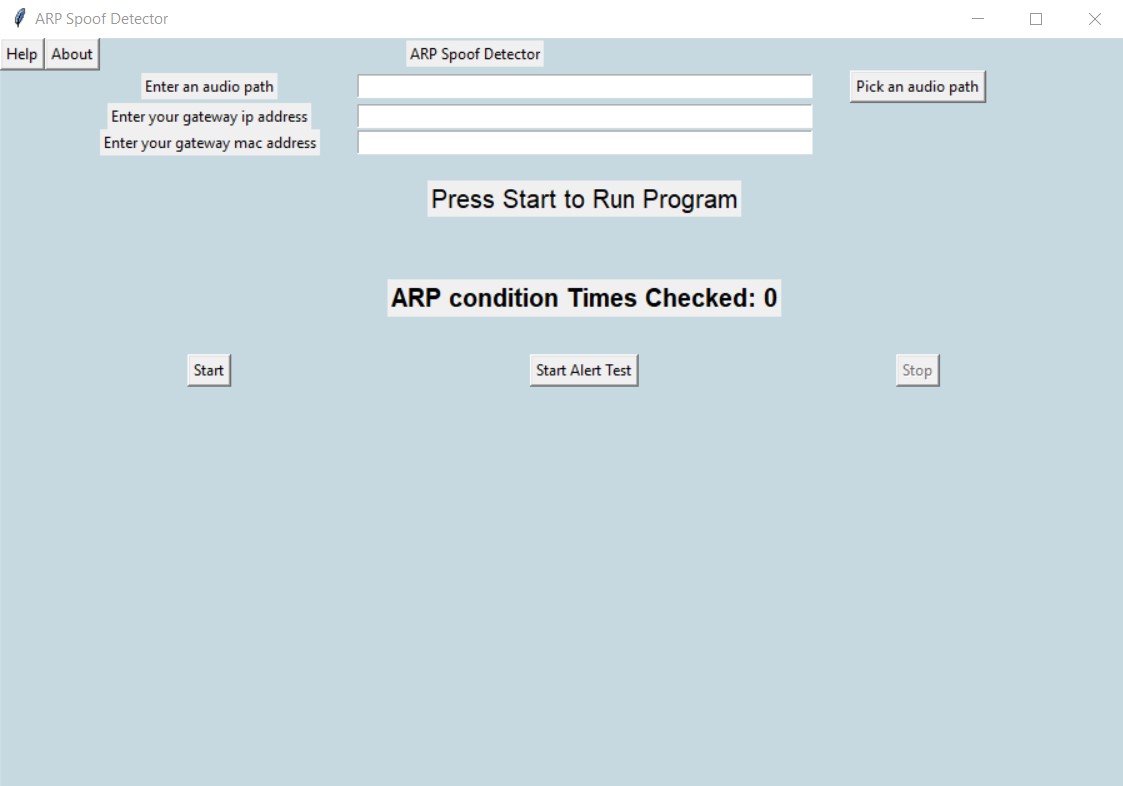 ARP Spoof Detector
Help About ARP Spoof Detector
Enter an audio path Pick an audio path
Enter your gateway ip address
Enter your gateway mac address
Press Start to Run Program
ARP condition Times Checked: 0
Start Start Alert Test Stop